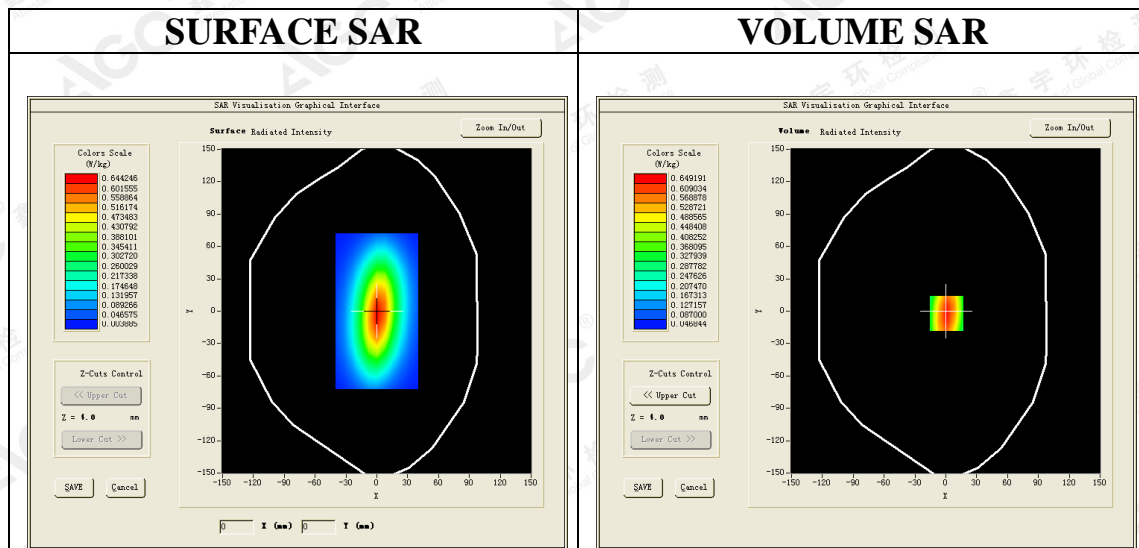 SURFACE SAR
VOLUME SAR
SAR Visualisation Graphical Interface
Surface Radiated Intensity
Zoom In/Out
Colors Scale
(W/kg)
0.644246
0.601555
0.558864
0.516174
0.473483
0.430792
0.388101
0.345411
0.302720
0.260029
0.217338
0.174648
0.131957
0.089266
0.046575
0.003885
150
120
90
60
30
0
-30
-60
-90
-120
-150
Y
-150 -120 -90 -60 -30 0 30 60 90 120 150
X
Z-Cuts Control
<< Upper Cut
Z = 4.0 mm
Lower Cut >>
SAVE
Cancel
0 X (mm) 0 Y (mm)
SAR Visualisation Graphical Interface
Volume Radiated Intensity
Zoom In/Out
Colors Scale
(W/kg)
0.649191
0.609034
0.568878
0.528721
0.488565
0.448408
0.408252
0.368095
0.327939
0.287782
0.247626
0.207470
0.167313
0.127157
0.087000
0.046844
150
120
90
60
30
0
-30
-60
-90
-120
-150
Y
-150 -120 -90 -60 -30 0 30 60 90 120 150
X
Z-Cuts Control
<< Upper Cut
Z = 4.0 mm
Lower Cut >>
SAVE
Cancel